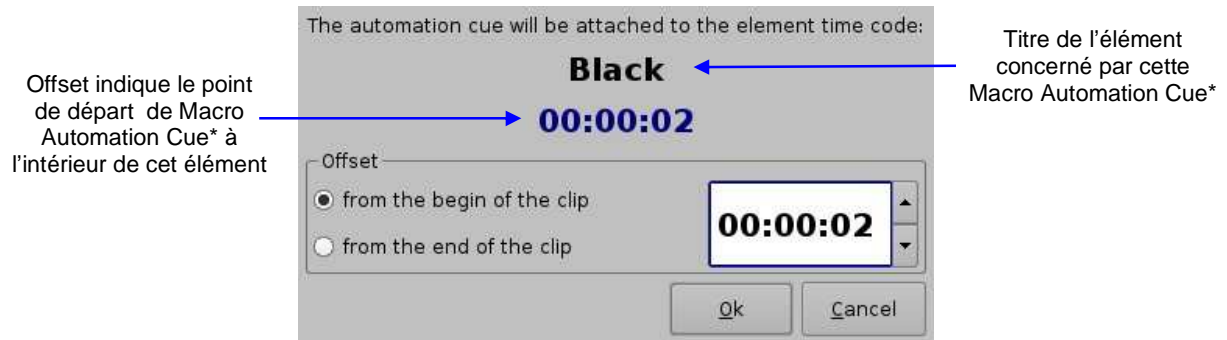 The automation cue will be attached to the element time code:
Black
00:00:02
Offset indique le point
de départ de Macro
Automation Cue* à
l'intérieur de cet élément
Titre de l'élément
concerné par cette
Macro Automation Cue*
Offset
from the begin of the clip
from the end of the clip
00:00:02
Ok
Cancel